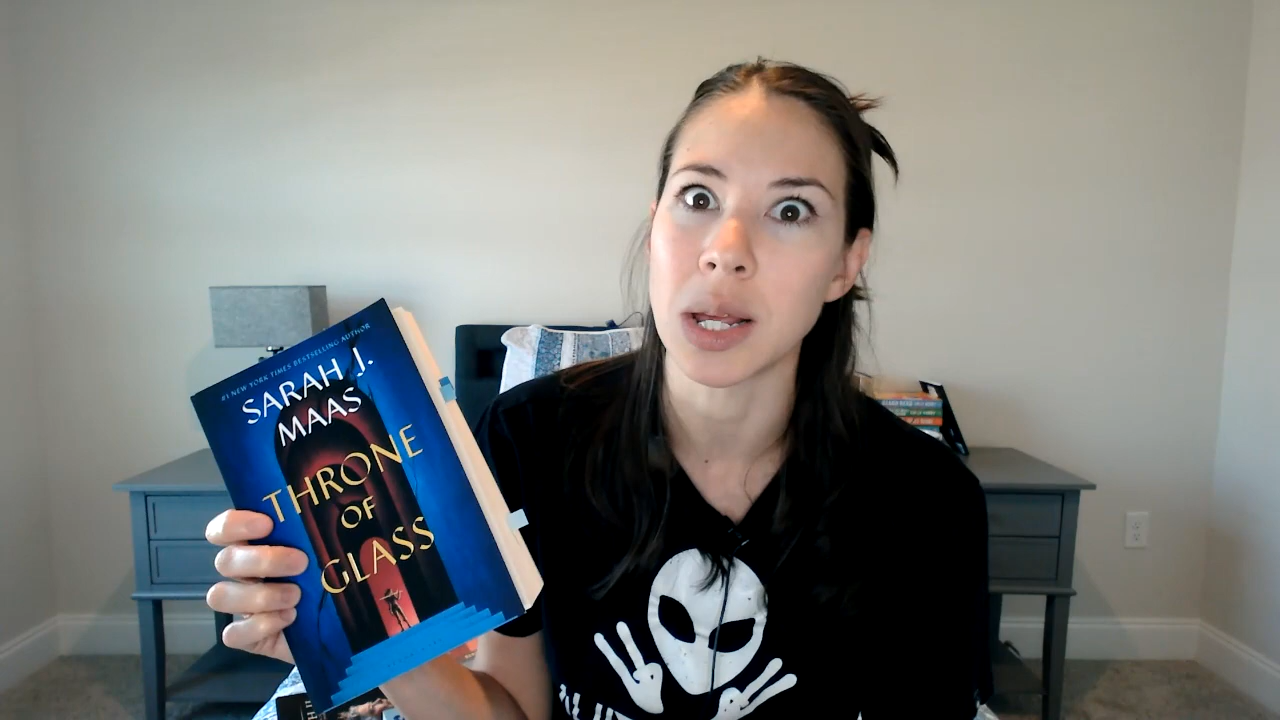 #1 NEW YORK TIMES BESTSELLING AUTHOR
SARAH J.
MAAS
THRONE
OF
GLASS